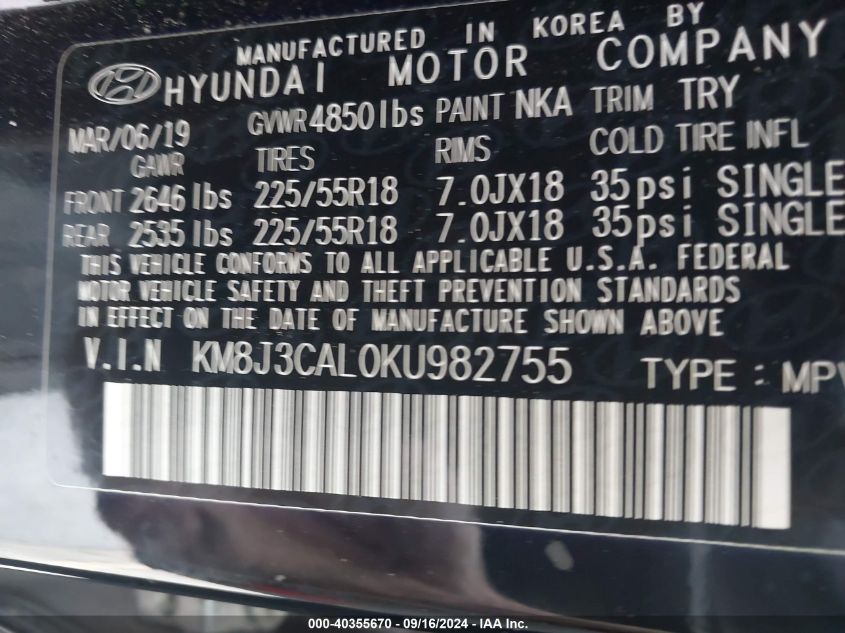 MANUFACTURED IN KOREA BY
HYUNDAI MOTOR COMPANY
MAR/06/19 GVWR 4850lbs PAINT NKA TRIM TRY
GAWR TIRES RIMS COLD TIRE INFL
FRONT 2646 lbs 225/55R18 7.0JX18 35psi SINGLE
REAR 2535 lbs 225/55R18 7.0JX18 35psi SINGLE
THIS VEHICLE CONFORMS TO ALL APPLICABLE U.S.A. FEDERAL
MOTOR VEHICLE SAFETY AND THEFT PREVENTION STANDARDS
IN EFFECT ON THE DATE OF MANUFACTURE SHOWN ABOVE
V.I.N KM8J3CAL0KU982755 TYPE : MPV
000-40355670 - 09/16/2024 - IAA Inc.